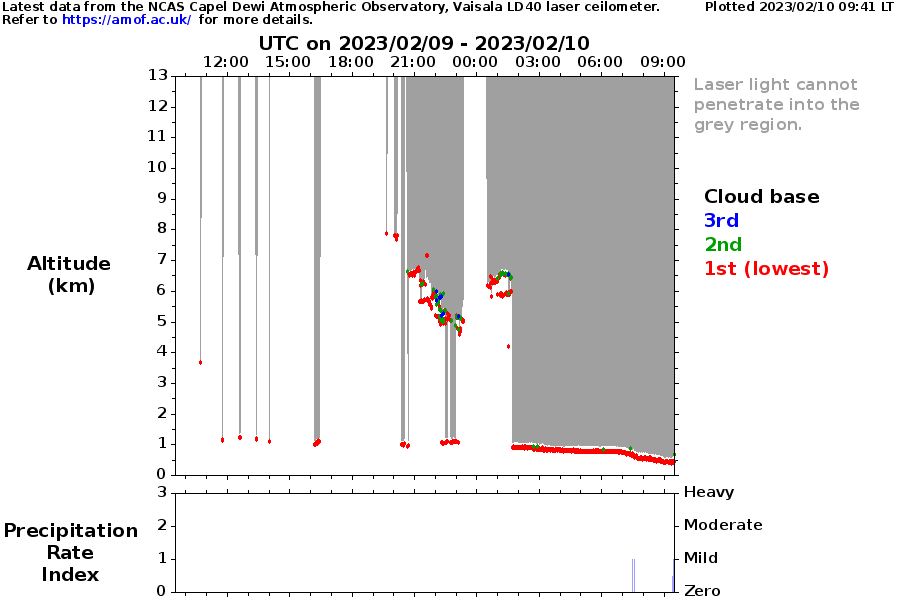 Latest data from the NCAS Capel Dewi Atmospheric Observatory, Vaisala LD40 laser ceilometer. Plotted 2023/02/10 09:41 LT
Refer to https://amof.ac.uk/ for more details.
UTC on 2023/02/09 - 2023/02/10
12:00 15:00 18:00 21:00 00:00 03:00 06:00 09:00
13
12
11
10
9
8
7
6
5
4
3
2
1
0
Altitude
(km)
Laser light cannot
penetrate into the
grey region.
Cloud base
3rd
2nd
1st (lowest)
3 Heavy
2 Moderate
1 Mild
0 Zero
Precipitation
Rate
Index